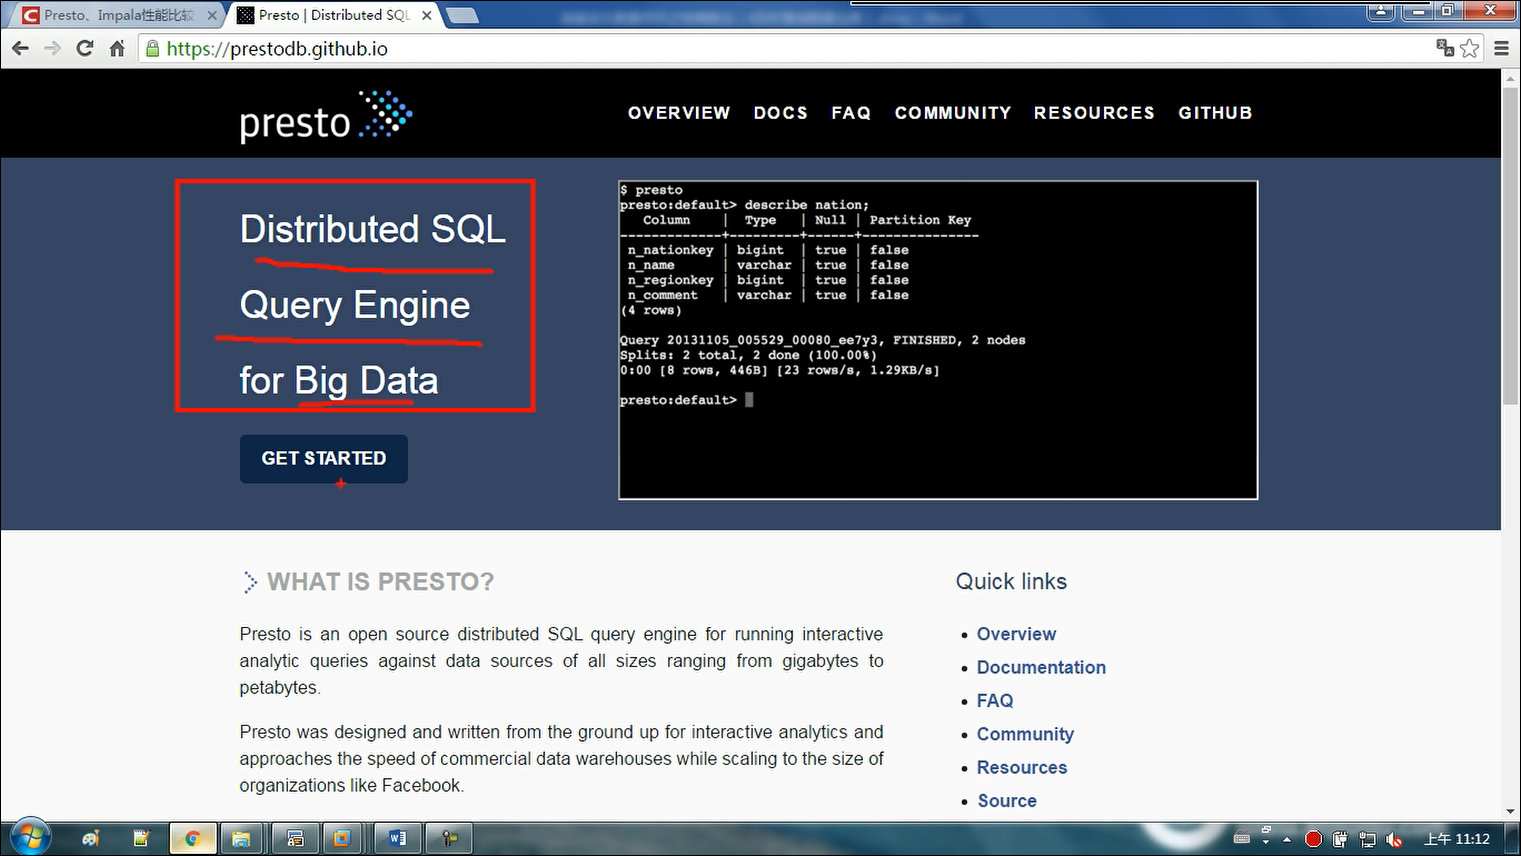 Presto、Impala性能比较
Presto | Distributed SQL
https://prestodb.github.io
presto
OVERVIEW DOCS FAQ COMMUNITY RESOURCES GITHUB
Distributed SQL
Query Engine
for Big Data
GET STARTED
$ presto
presto:default> describe nation;
Column | Type | Null | Partition Key
-------------+---------+------+---------------
n_nationkey | bigint | true | false
n_name | varchar | true | false
n_regionkey | bigint | true | false
n_comment | varchar | true | false
(4 rows)
Query 20131105_005529_00080_ee7y3, FINISHED, 2 nodes
Splits: 2 total, 2 done (100.00%)
0:00 [8 rows, 446B] [23 rows/s, 1.29KB/s]
presto:default>
WHAT IS PRESTO?
Presto is an open source distributed SQL query engine for running interactive
analytic queries against data sources of all sizes ranging from gigabytes to
petabytes.
Presto was designed and written from the ground up for interactive analytics and
approaches the speed of commercial data warehouses while scaling to the size of
organizations like Facebook.
Quick links
Overview
Documentation
FAQ
Community
Resources
Source
上午 11:12